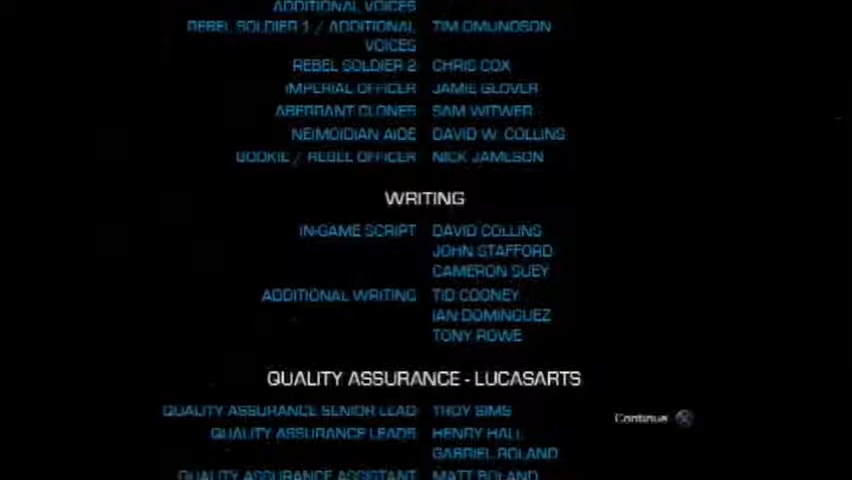 ADDITIONAL VOICES
REBEL SOLDIER 1 / ADDITIONAL TIM OMUNDSON
VOICES
REBEL SOLDIER 2 CHRIS COX
IMPERIAL OFFICER JAMIE GLOVER
ABERRANT CLONES SAM WITWER
NEIMOIDIAN AIDE DAVID W. COLLINS
BOOKIE / REBEL OFFICER NICK JAMESON
WRITING
IN-GAME SCRIPT DAVID COLLINS
JOHN STAFFORD
CAMERON SUEY
ADDITIONAL WRITING TID COONEY
IAN DOMINGUEZ
TONY ROWE
QUALITY ASSURANCE - LUCASARTS
QUALITY ASSURANCE SENIOR LEAD TROY SIMS
Continue
QUALITY ASSURANCE LEADS HENRY HALL
GABRIEL ROLAND
QUALITY ASSURANCE ASSISTANT MATT BOLAND